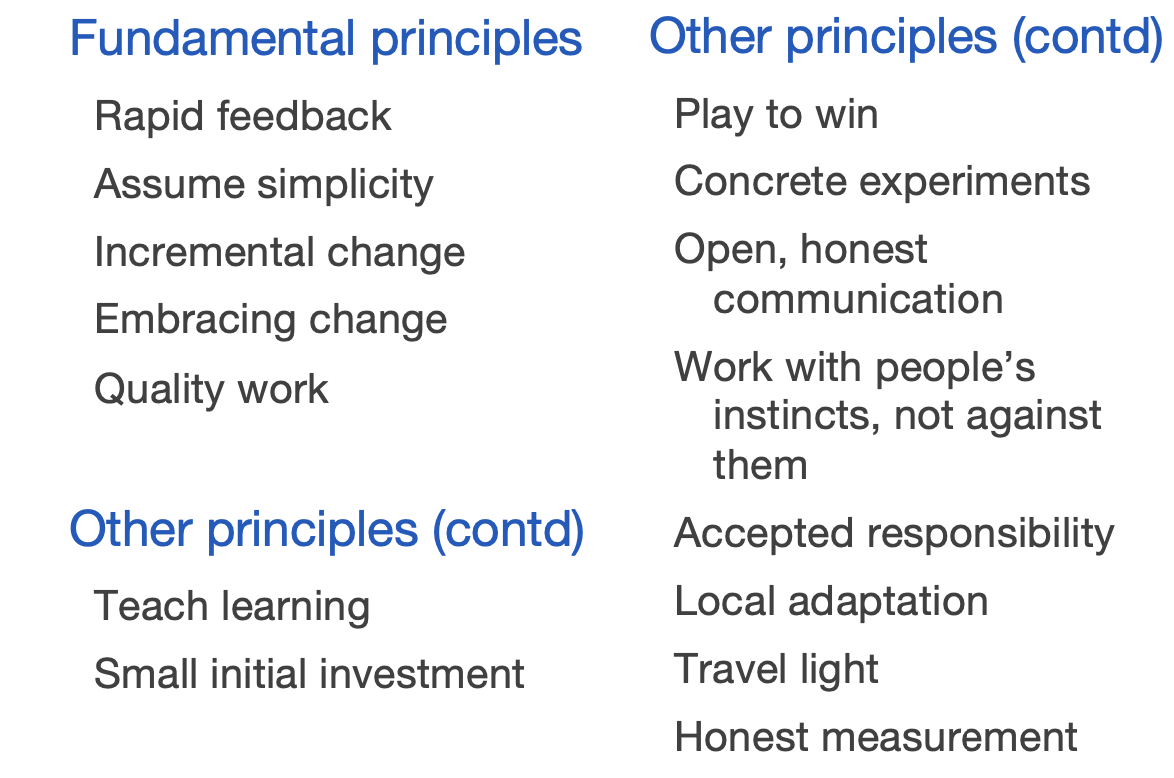 Fundamental principles
Rapid feedback
Assume simplicity
Incremental change
Embracing change
Quality work
Other principles (contd)
Teach learning
Small initial investment
Other principles (contd)
Play to win
Concrete experiments
Open, honest
communication
Work with people’s
instincts, not against
them
Accepted responsibility
Local adaptation
Travel light
Honest measurement